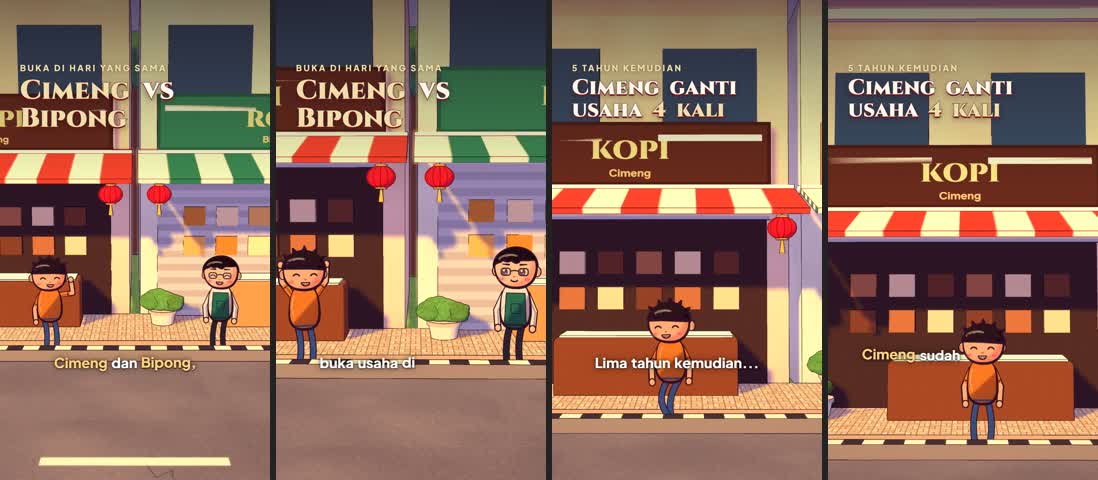 BUKA DI HARI YANG SAMA
CIMENG VS
BIPONG
Cimeng dan Bipong,
BUKA DI HARI YANG SAMA
CIMENG VS
BIPONG
buka usaha di
5 TAHUN KEMUDIAN
CIMENG GANTI
USAHA 4 KALI
KOPI
Cimeng
Lima tahun kemudian...
5 TAHUN KEMUDIAN
CIMENG GANTI
USAHA 4 KALI
KOPI
Cimeng
Cimeng sudah